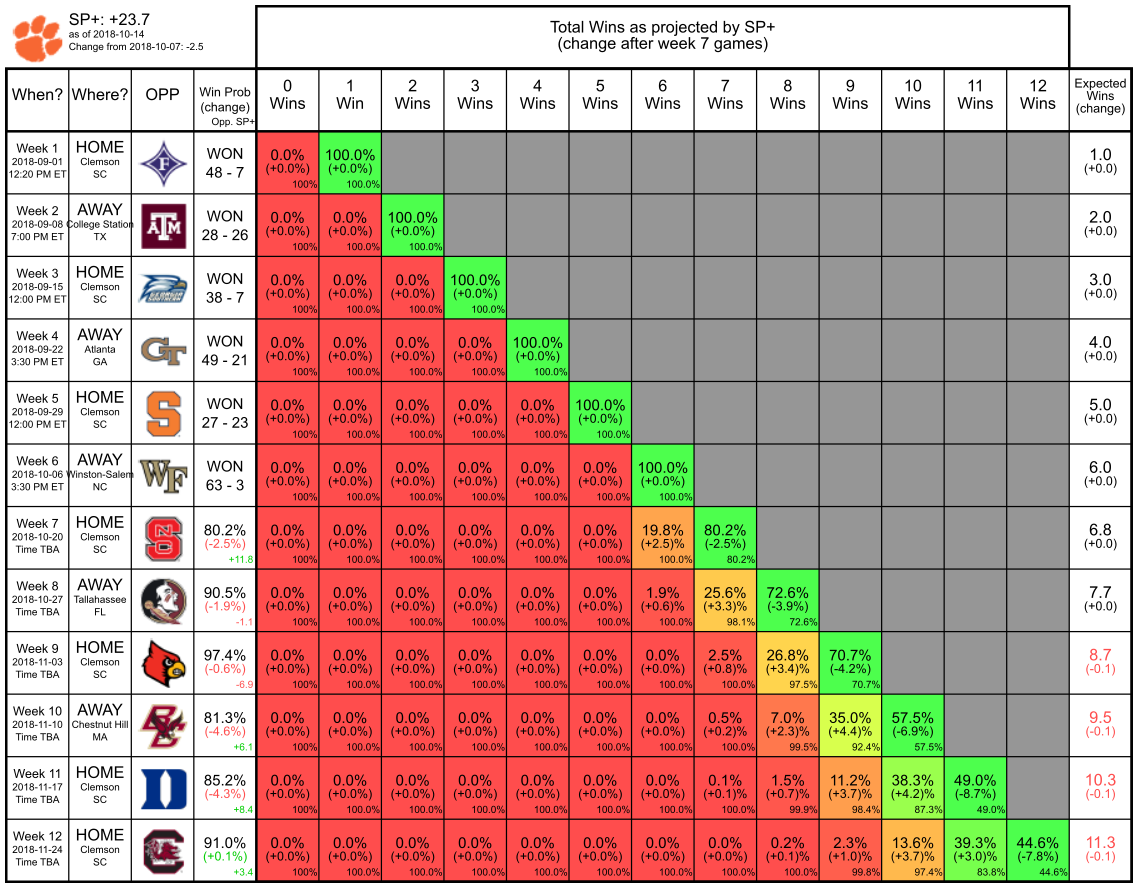 SP+: +23.7
as of 2018-10-14
Change from 2018-10-07: -2.5
Total Wins as projected by SP+
(change after week 7 games)
When? Where? OPP Win Prob (change) Opp. SP+ 0 Wins 1 Win 2 Wins 3 Wins 4 Wins 5 Wins 6 Wins 7 Wins 8 Wins 9 Wins 10 Wins 11 Wins 12 Wins Expected Wins (change)
Week 1 HOME F WON 0.0% 100.0% 1.0
2018-09-01 Clemson 48 - 7 (+0.0%) (+0.0%) (+0.0)
12:20 PM ET SC 100% 100.0%
Week 2 AWAY ATM WON 0.0% 0.0% 100.0% 2.0
2018-09-08 College Station 28 - 26 (+0.0%) (+0.0%) (+0.0%) (+0.0)
7:00 PM ET TX 100% 100.0% 100.0%
Week 3 HOME WON 0.0% 0.0% 0.0% 100.0% 3.0
2018-09-15 Clemson 38 - 7 (+0.0%) (+0.0%) (+0.0%) (+0.0%) (+0.0)
12:00 PM ET SC 100% 100.0% 100.0% 100.0%
Week 4 AWAY GT WON 0.0% 0.0% 0.0% 0.0% 100.0% 4.0
2018-09-22 Atlanta 49 - 21 (+0.0%) (+0.0%) (+0.0%) (+0.0%) (+0.0%) (+0.0)
3:30 PM ET GA 100% 100.0% 100.0% 100.0% 100.0%
Week 5 HOME S WON 0.0% 0.0% 0.0% 0.0% 0.0% 100.0% 5.0
2018-09-29 Clemson 27 - 23 (+0.0%) (+0.0%) (+0.0%) (+0.0%) (+0.0%) (+0.0%) (+0.0)
12:00 PM ET SC 100% 100.0% 100.0% 100.0% 100.0% 100.0%
Week 6 AWAY WF WON 0.0% 0.0% 0.0% 0.0% 0.0% 0.0% 100.0% 6.0
2018-10-06 Winston-Salem 63 - 3 (+0.0%) (+0.0%) (+0.0%) (+0.0%) (+0.0%) (+0.0%) (+0.0%) (+0.0)
3:30 PM ET NC 100% 100.0% 100.0% 100.0% 100.0% 100.0% 100.0%
Week 7 HOME NCS 80.2% 0.0% 0.0% 0.0% 0.0% 0.0% 0.0% 19.8% 80.2% 6.8
2018-10-20 Clemson (-2.5%) (+0.0%) (+0.0%) (+0.0%) (+0.0%) (+0.0%) (+0.0%) (+2.5)% (-2.5%) (+0.0)
Time TBA SC +11.8 100% 100.0% 100.0% 100.0% 100.0% 100.0% 100.0% 80.2%
Week 8 AWAY 90.5% 0.0% 0.0% 0.0% 0.0% 0.0% 0.0% 1.9% 25.6% 72.6% 7.7
2018-10-27 Tallahassee (-1.9%) (+0.0%) (+0.0%) (+0.0%) (+0.0%) (+0.0%) (+0.0%) (+0.6)% (+3.3)% (-3.9%) (+0.0)
Time TBA FL -1.1 100% 100.0% 100.0% 100.0% 100.0% 100.0% 100.0% 98.1% 72.6%
Week 9 HOME 97.4% 0.0% 0.0% 0.0% 0.0% 0.0% 0.0% 0.0% 2.5% 26.8% 70.7% 8.7
2018-11-03 Clemson (-0.6%) (+0.0%) (+0.0%) (+0.0%) (+0.0%) (+0.0%) (+0.0%) (+0.0%) (+0.8)% (+3.4)% (-4.2%) (-0.1)
Time TBA SC -6.9 100% 100.0% 100.0% 100.0% 100.0% 100.0% 100.0% 100.0% 97.5% 70.7%
Week 10 AWAY BC 81.3% 0.0% 0.0% 0.0% 0.0% 0.0% 0.0% 0.0% 0.5% 7.0% 35.0% 57.5% 9.5
2018-11-10 Chestnut Hill (-4.6%) (+0.0%) (+0.0%) (+0.0%) (+0.0%) (+0.0%) (+0.0%) (+0.0%) (+0.2)% (+2.3)% (+4.4)% (-6.9%) (-0.1)
Time TBA MA +6.1 100% 100.0% 100.0% 100.0% 100.0% 100.0% 100.0% 100.0% 99.5% 92.4% 57.5%
Week 11 HOME D 85.2% 0.0% 0.0% 0.0% 0.0% 0.0% 0.0% 0.0% 0.1% 1.5% 11.2% 38.3% 49.0% 10.3
2018-11-17 Clemson (-4.3%) (+0.0%) (+0.0%) (+0.0%) (+0.0%) (+0.0%) (+0.0%) (+0.0%) (+0.1)% (+0.7)% (+3.7)% (+4.2)% (-8.7%) (-0.1)
Time TBA SC +8.4 100% 100.0% 100.0% 100.0% 100.0% 100.0% 100.0% 100.0% 99.9% 98.4% 87.3% 49.0%
Week 12 HOME C 91.0% 0.0% 0.0% 0.0% 0.0% 0.0% 0.0% 0.0% 0.0% 0.2% 2.3% 13.6% 39.3% 44.6% 11.3
2018-11-24 Clemson (+0.1%) (+0.0%) (+0.0%) (+0.0%) (+0.0%) (+0.0%) (+0.0%) (+0.0%) (+0.0%) (+0.1)% (+1.0)% (+3.7)% (+3.0)% (-7.8%) (-0.1)
Time TBA SC +3.4 100% 100.0% 100.0% 100.0% 100.0% 100.0% 100.0% 100.0% 100.0% 99.8% 97.4% 83.8% 44.6%